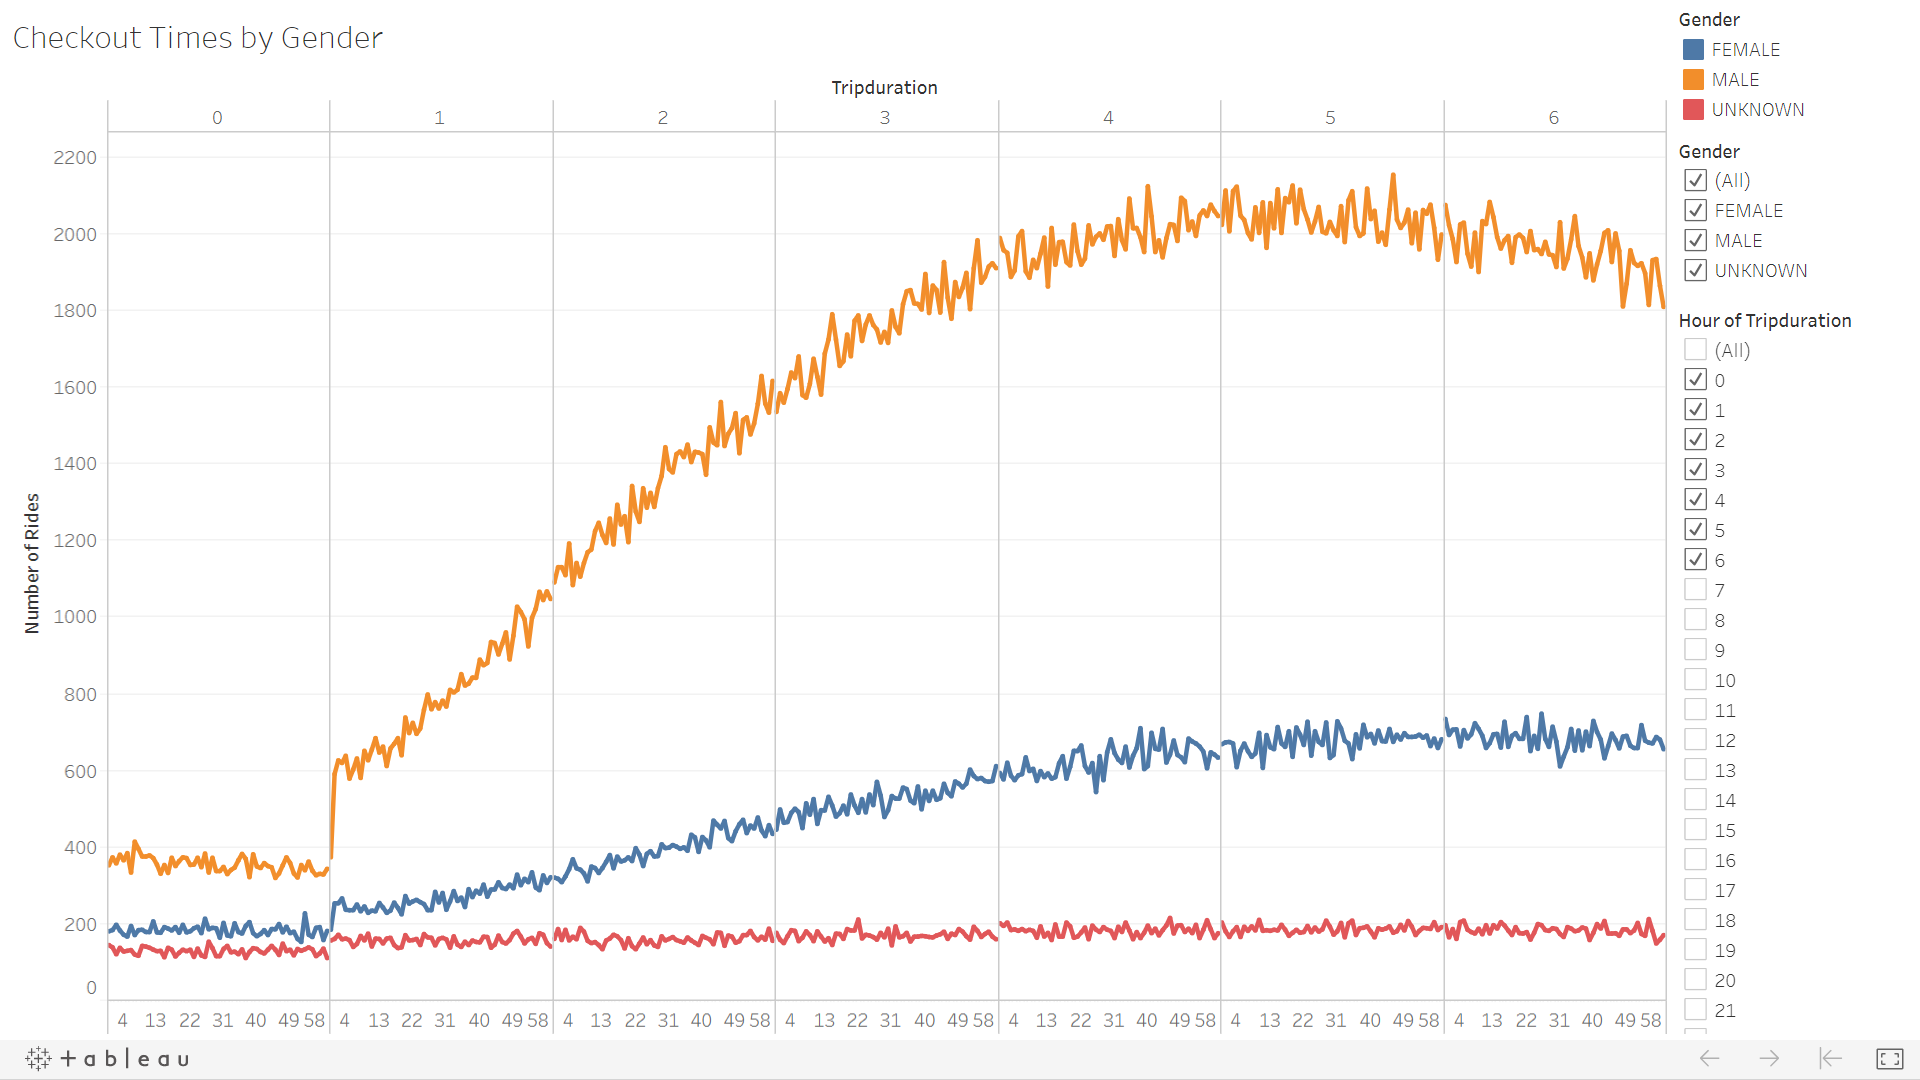 Checkout Times by Gender
Tripduration
0 1 2 3 4 5 6
Number of Rides
2200
2000
1800
1600
1400
1200
1000
800
600
400
200
0
4 13 22 31 40 49 58 4 13 22 31 40 49 58 4 13 22 31 40 49 58 4 13 22 31 40 49 58 4 13 22 31 40 49 58 4 13 22 31 40 49 58 4 13 22 31 40 49 58
Gender
FEMALE
MALE
UNKNOWN
Gender
(All)
FEMALE
MALE
UNKNOWN
Hour of Tripduration
(All)
0
1
2
3
4
5
6
7
8
9
10
11
12
13
14
15
16
17
18
19
20
21
+ableau